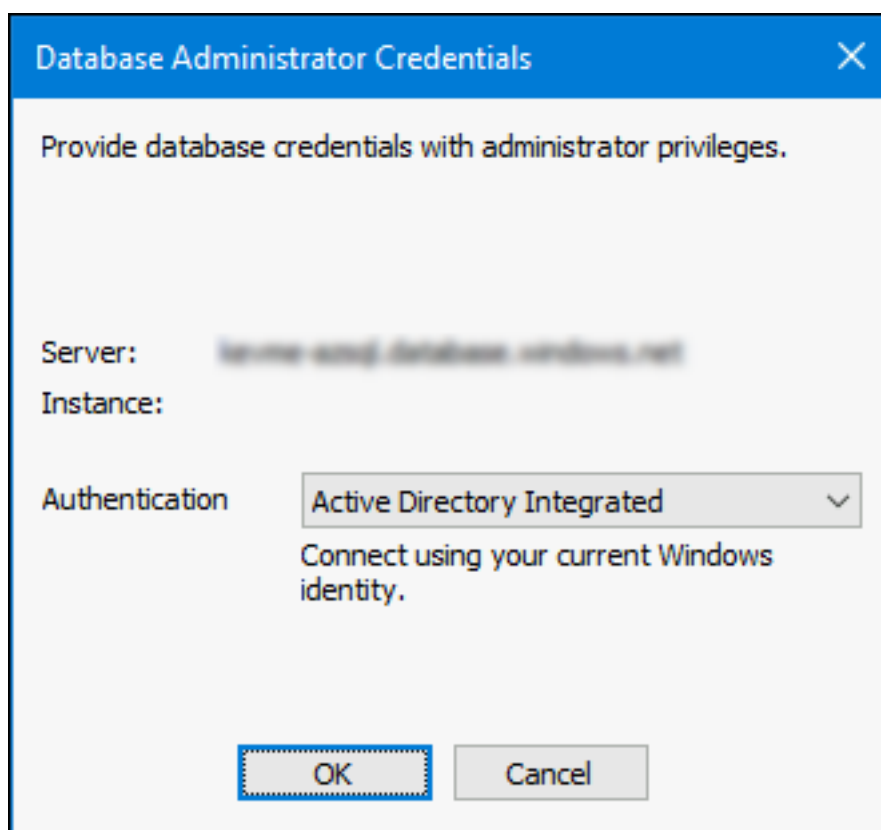 Database Administrator Credentials
Provide database credentials with administrator privileges.
Server:
Instance:
Authentication
Active Directory Integrated
Connect using your current Windows
identity.
OK
Cancel